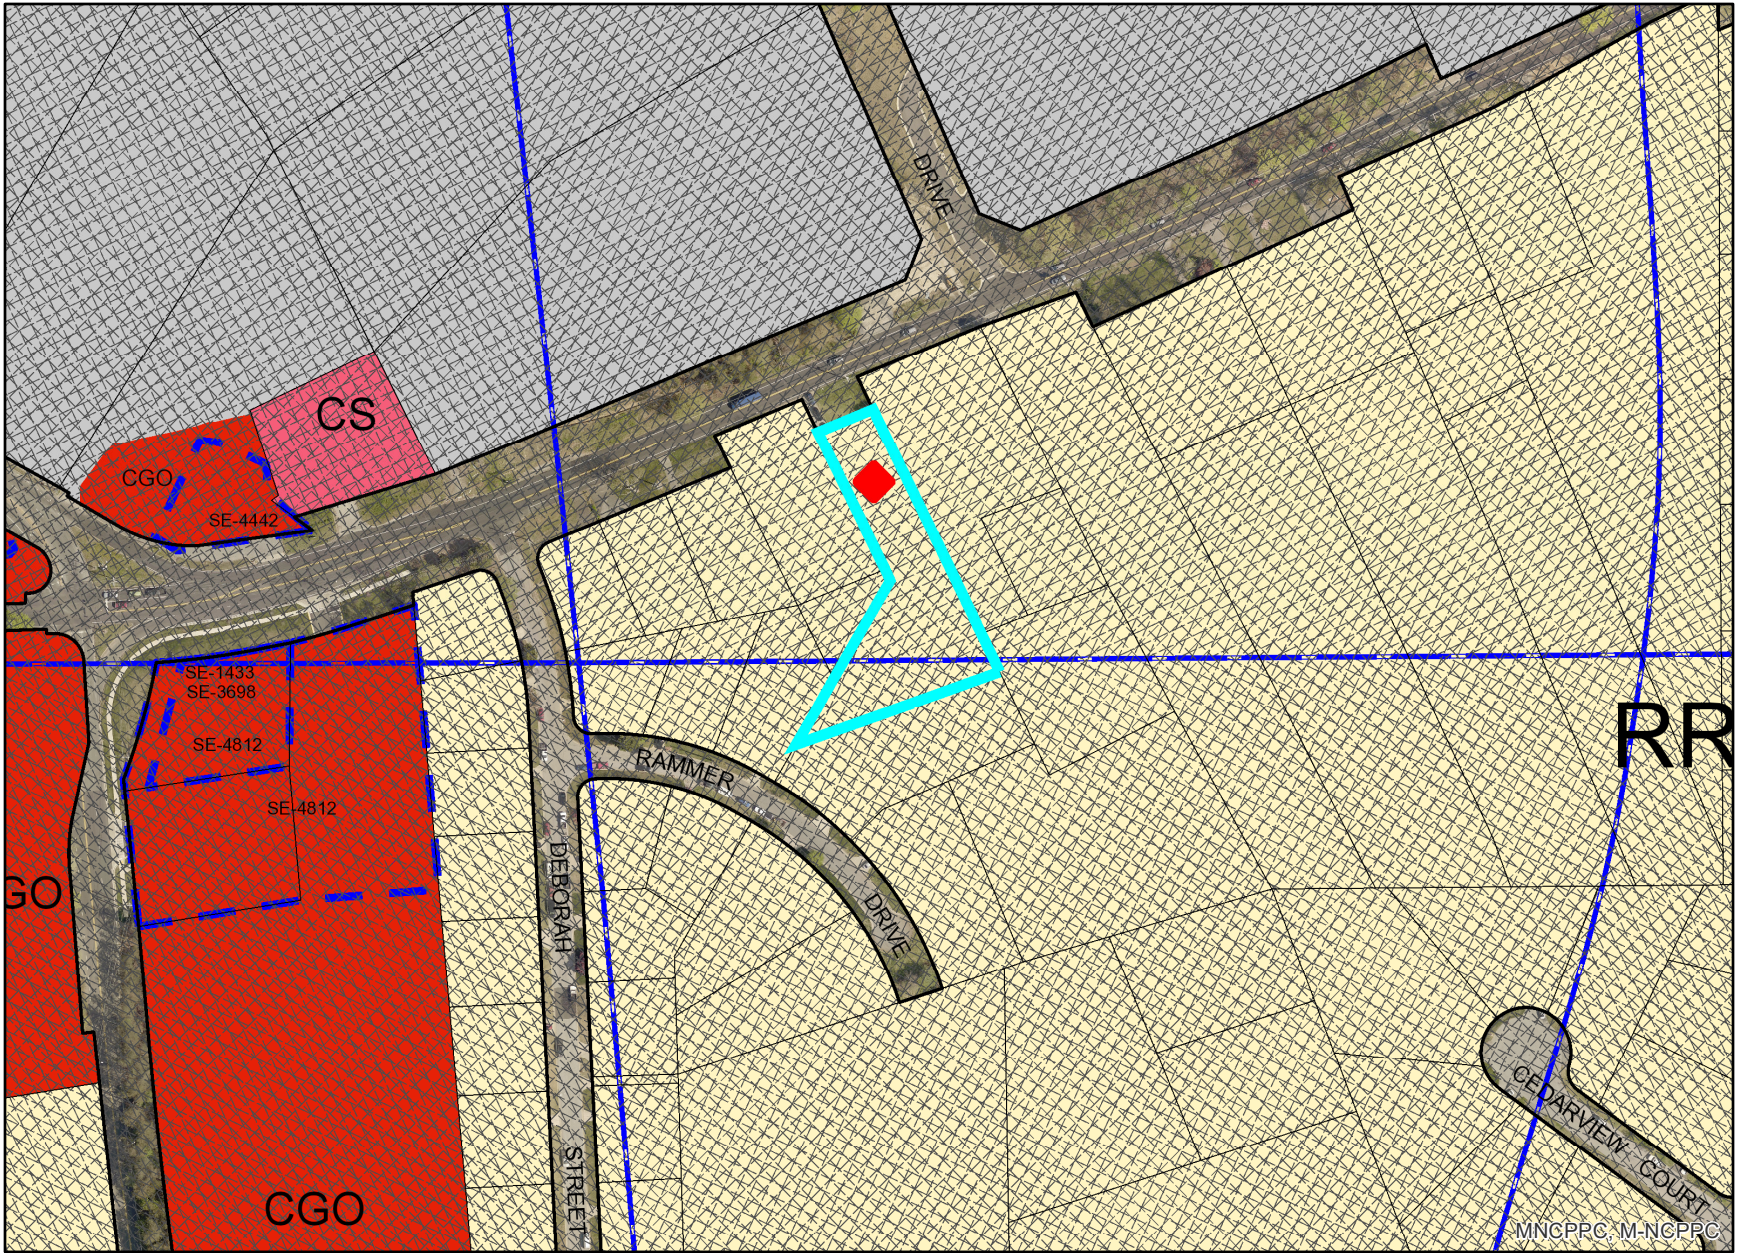 DRIVE
CS
CGO
SE-4442
SE-1433
SE-3698
SE-4812
SE-4812
RR
RAMMER
DRIVE
DEBORAH
STREET
GO
CGO
CEDARVIEW COURT
MNCPPC, M-NCPPC